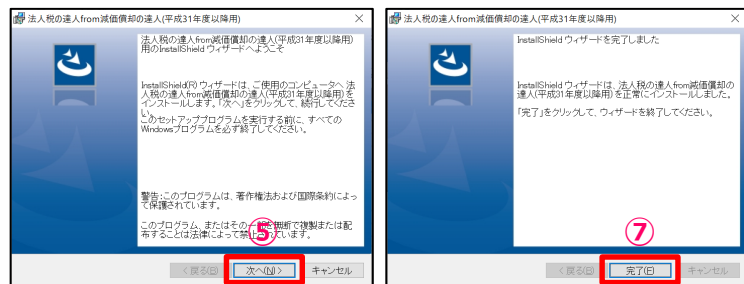 法人税の達人from減価償却の達人(平成31年度以降用)
法人税の達人from減価償却の達人(平成31年度以降用)
用のInstallShield ウィザードへようこそ
InstallShield(R) ウィザードは、ご使用のコンピュータへ 法
人税の達人from減価償却の達人(平成31年度以降用) を
インストールします。「次へ」をクリックして、続行してくださ
い。
このセットアップ プログラムを実行する前に、すべての
Windowsプログラムを必ず終了してください。
警告:このプログラムは、著作権法および国際条約によっ
て保護されています。
このプログラム、またはその一部を無断で複製または配
布することは法律によって禁止されています。
⑤
< 戻る(B)
次へ(N) >
キャンセル
法人税の達人from減価償却の達人(平成31年度以降用)
InstallShield ウィザードを完了しました
InstallShield ウィザードは、法人税の達人from減価償却の
達人(平成31年度以降用) を正常にインストールしました。
「完了」をクリックして、ウィザードを終了してください。
⑦
< 戻る(B)
完了(F)
キャンセル